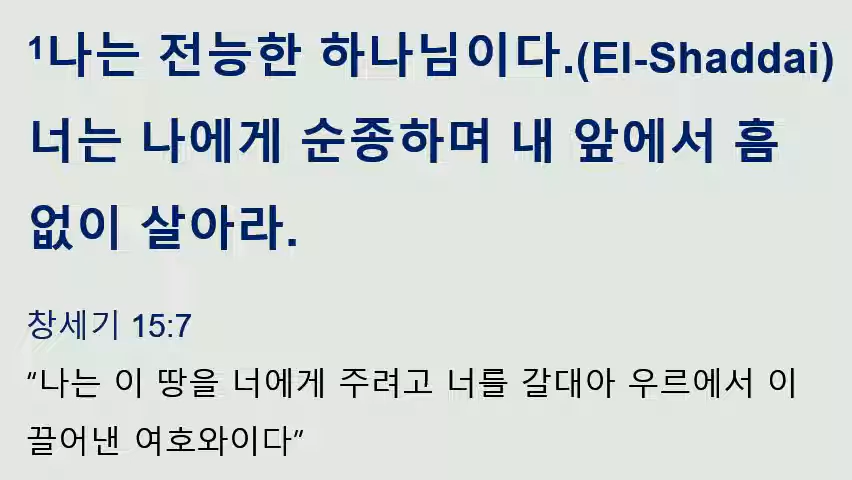 ¹나는 전능한 하나님이다.(El-Shaddai)
너는 나에게 순종하며 내 앞에서 흠
없이 살아라.
창세기 15:7
“나는 이 땅을 너에게 주려고 너를 갈대아 우르에서 이
끌어낸 여호와이다”